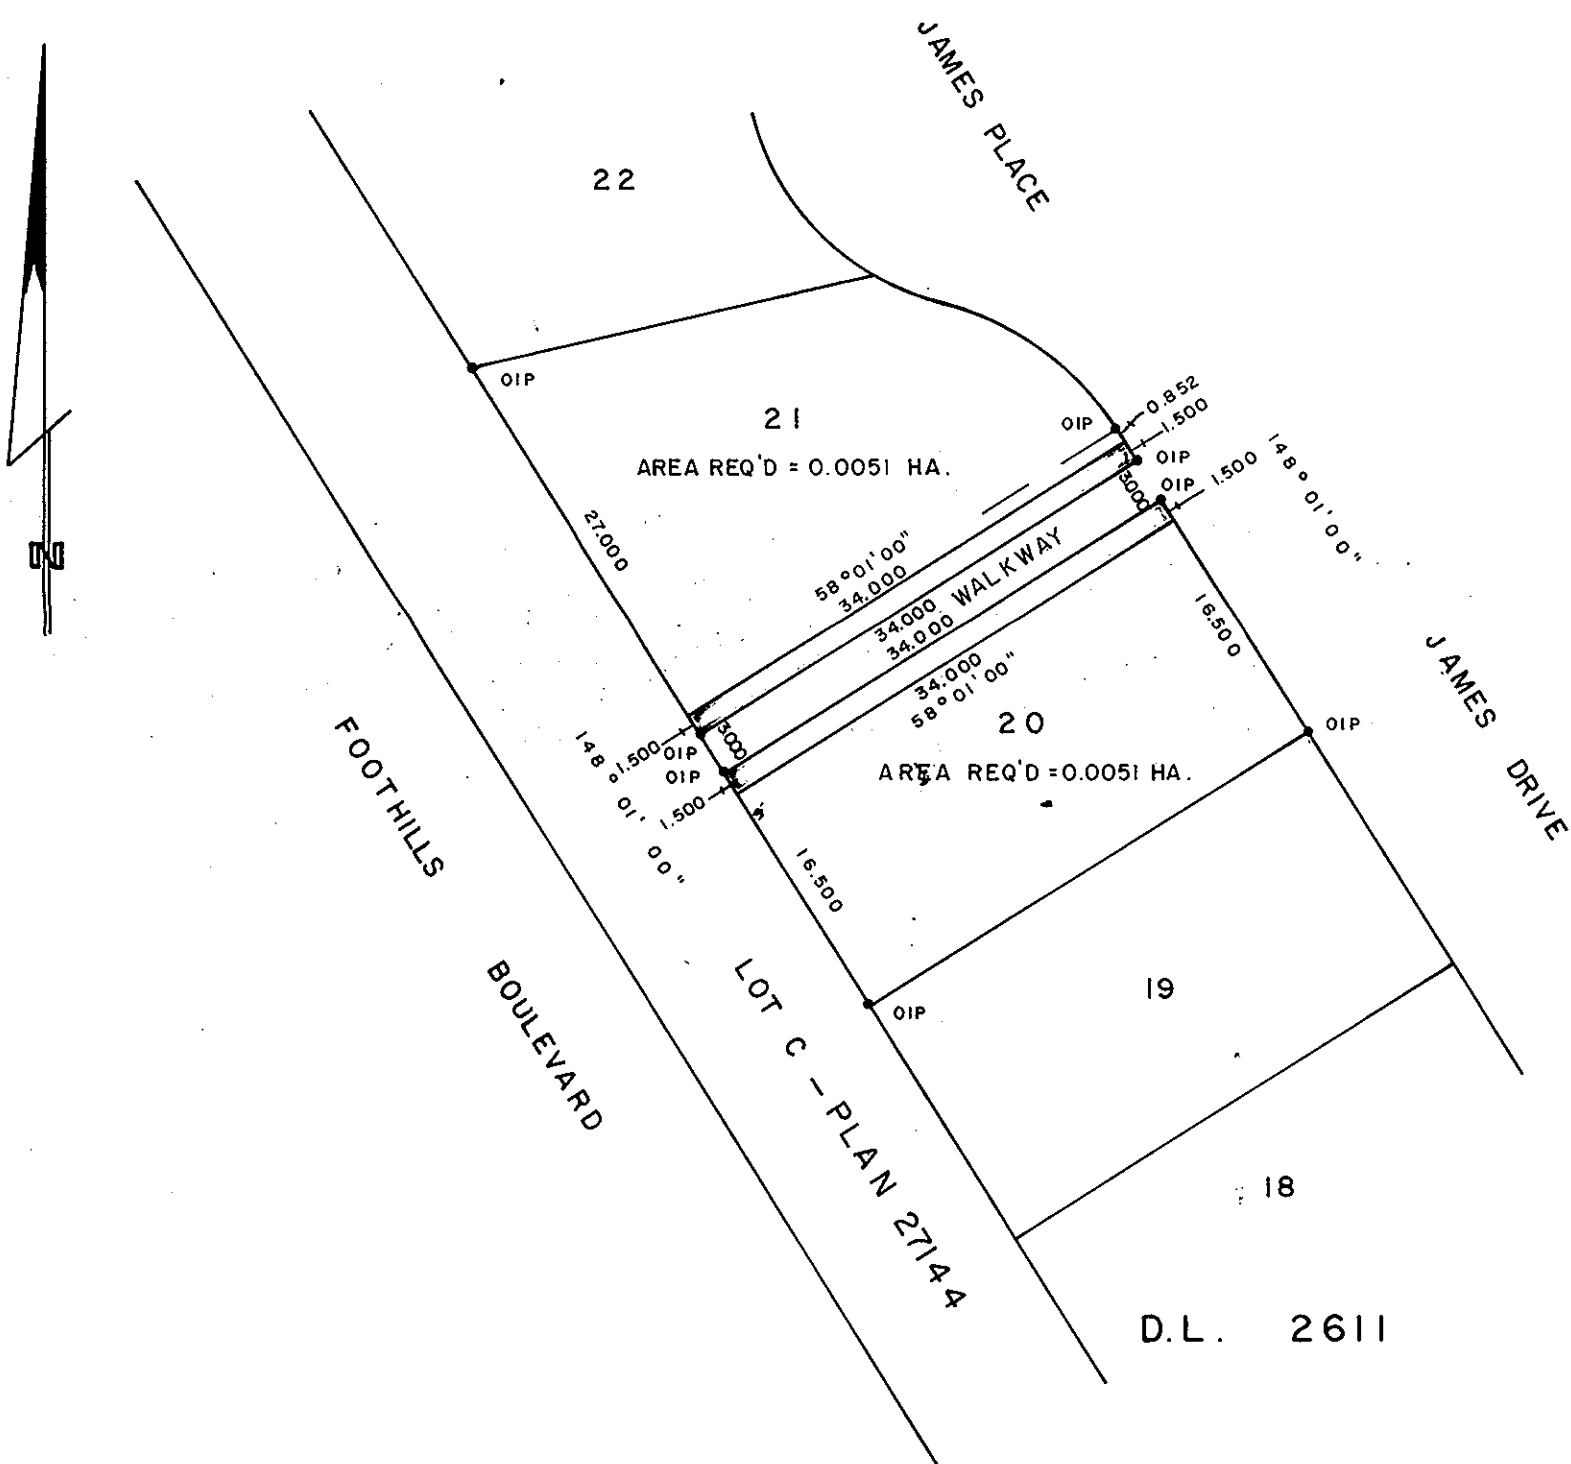 JAMES PLACE
22
OIP
21
AREA REQ'D = 0.0051 HA.
OIP
0.852
1.500
OIP
3.000
OIP
1.500
148° 01' 00"
27.000
58° 01' 00"
34.000
34.000 WALKWAY
34.000
34.000
58° 01' 00"
16.500
JAMES DRIVE
20
AREA REQ'D = 0.0051 HA.
OIP
1.500
OIP
3.000
OIP
1.500
148° 01' 00"
16.500
OIP
FOOTHILLS BOULEVARD
LOT C – PLAN 27144
19
18
D.L. 2611
N